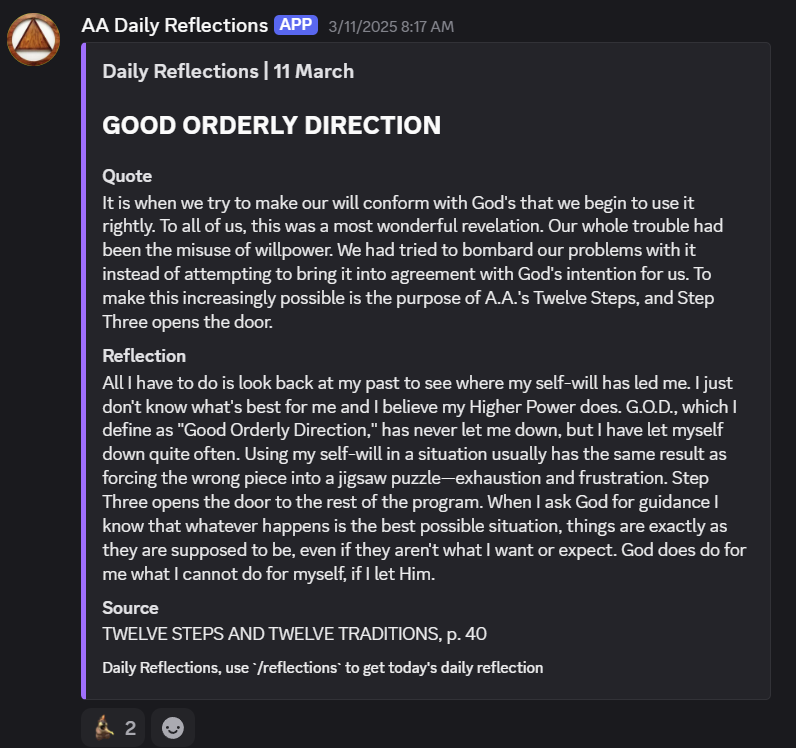 AA Daily Reflections APP 3/11/2025 8:17 AM
Daily Reflections | 11 March
GOOD ORDERLY DIRECTION
Quote
It is when we try to make our will conform with God's that we begin to use it
rightly. To all of us, this was a most wonderful revelation. Our whole trouble had
been the misuse of willpower. We had tried to bombard our problems with it
instead of attempting to bring it into agreement with God's intention for us. To
make this increasingly possible is the purpose of A.A.'s Twelve Steps, and Step
Three opens the door.
Reflection
All I have to do is look back at my past to see where my self-will has led me. I just
don't know what's best for me and I believe my Higher Power does. G.O.D., which I
define as "Good Orderly Direction," has never let me down, but I have let myself
down quite often. Using my self-will in a situation usually has the same result as
forcing the wrong piece into a jigsaw puzzle—exhaustion and frustration. Step
Three opens the door to the rest of the program. When I ask God for guidance I
know that whatever happens is the best possible situation, things are exactly as
they are supposed to be, even if they aren't what I want or expect. God does do for
me what I cannot do for myself, if I let Him.
Source
TWELVE STEPS AND TWELVE TRADITIONS, p. 40
Daily Reflections, use `/reflections` to get today's daily reflection
2